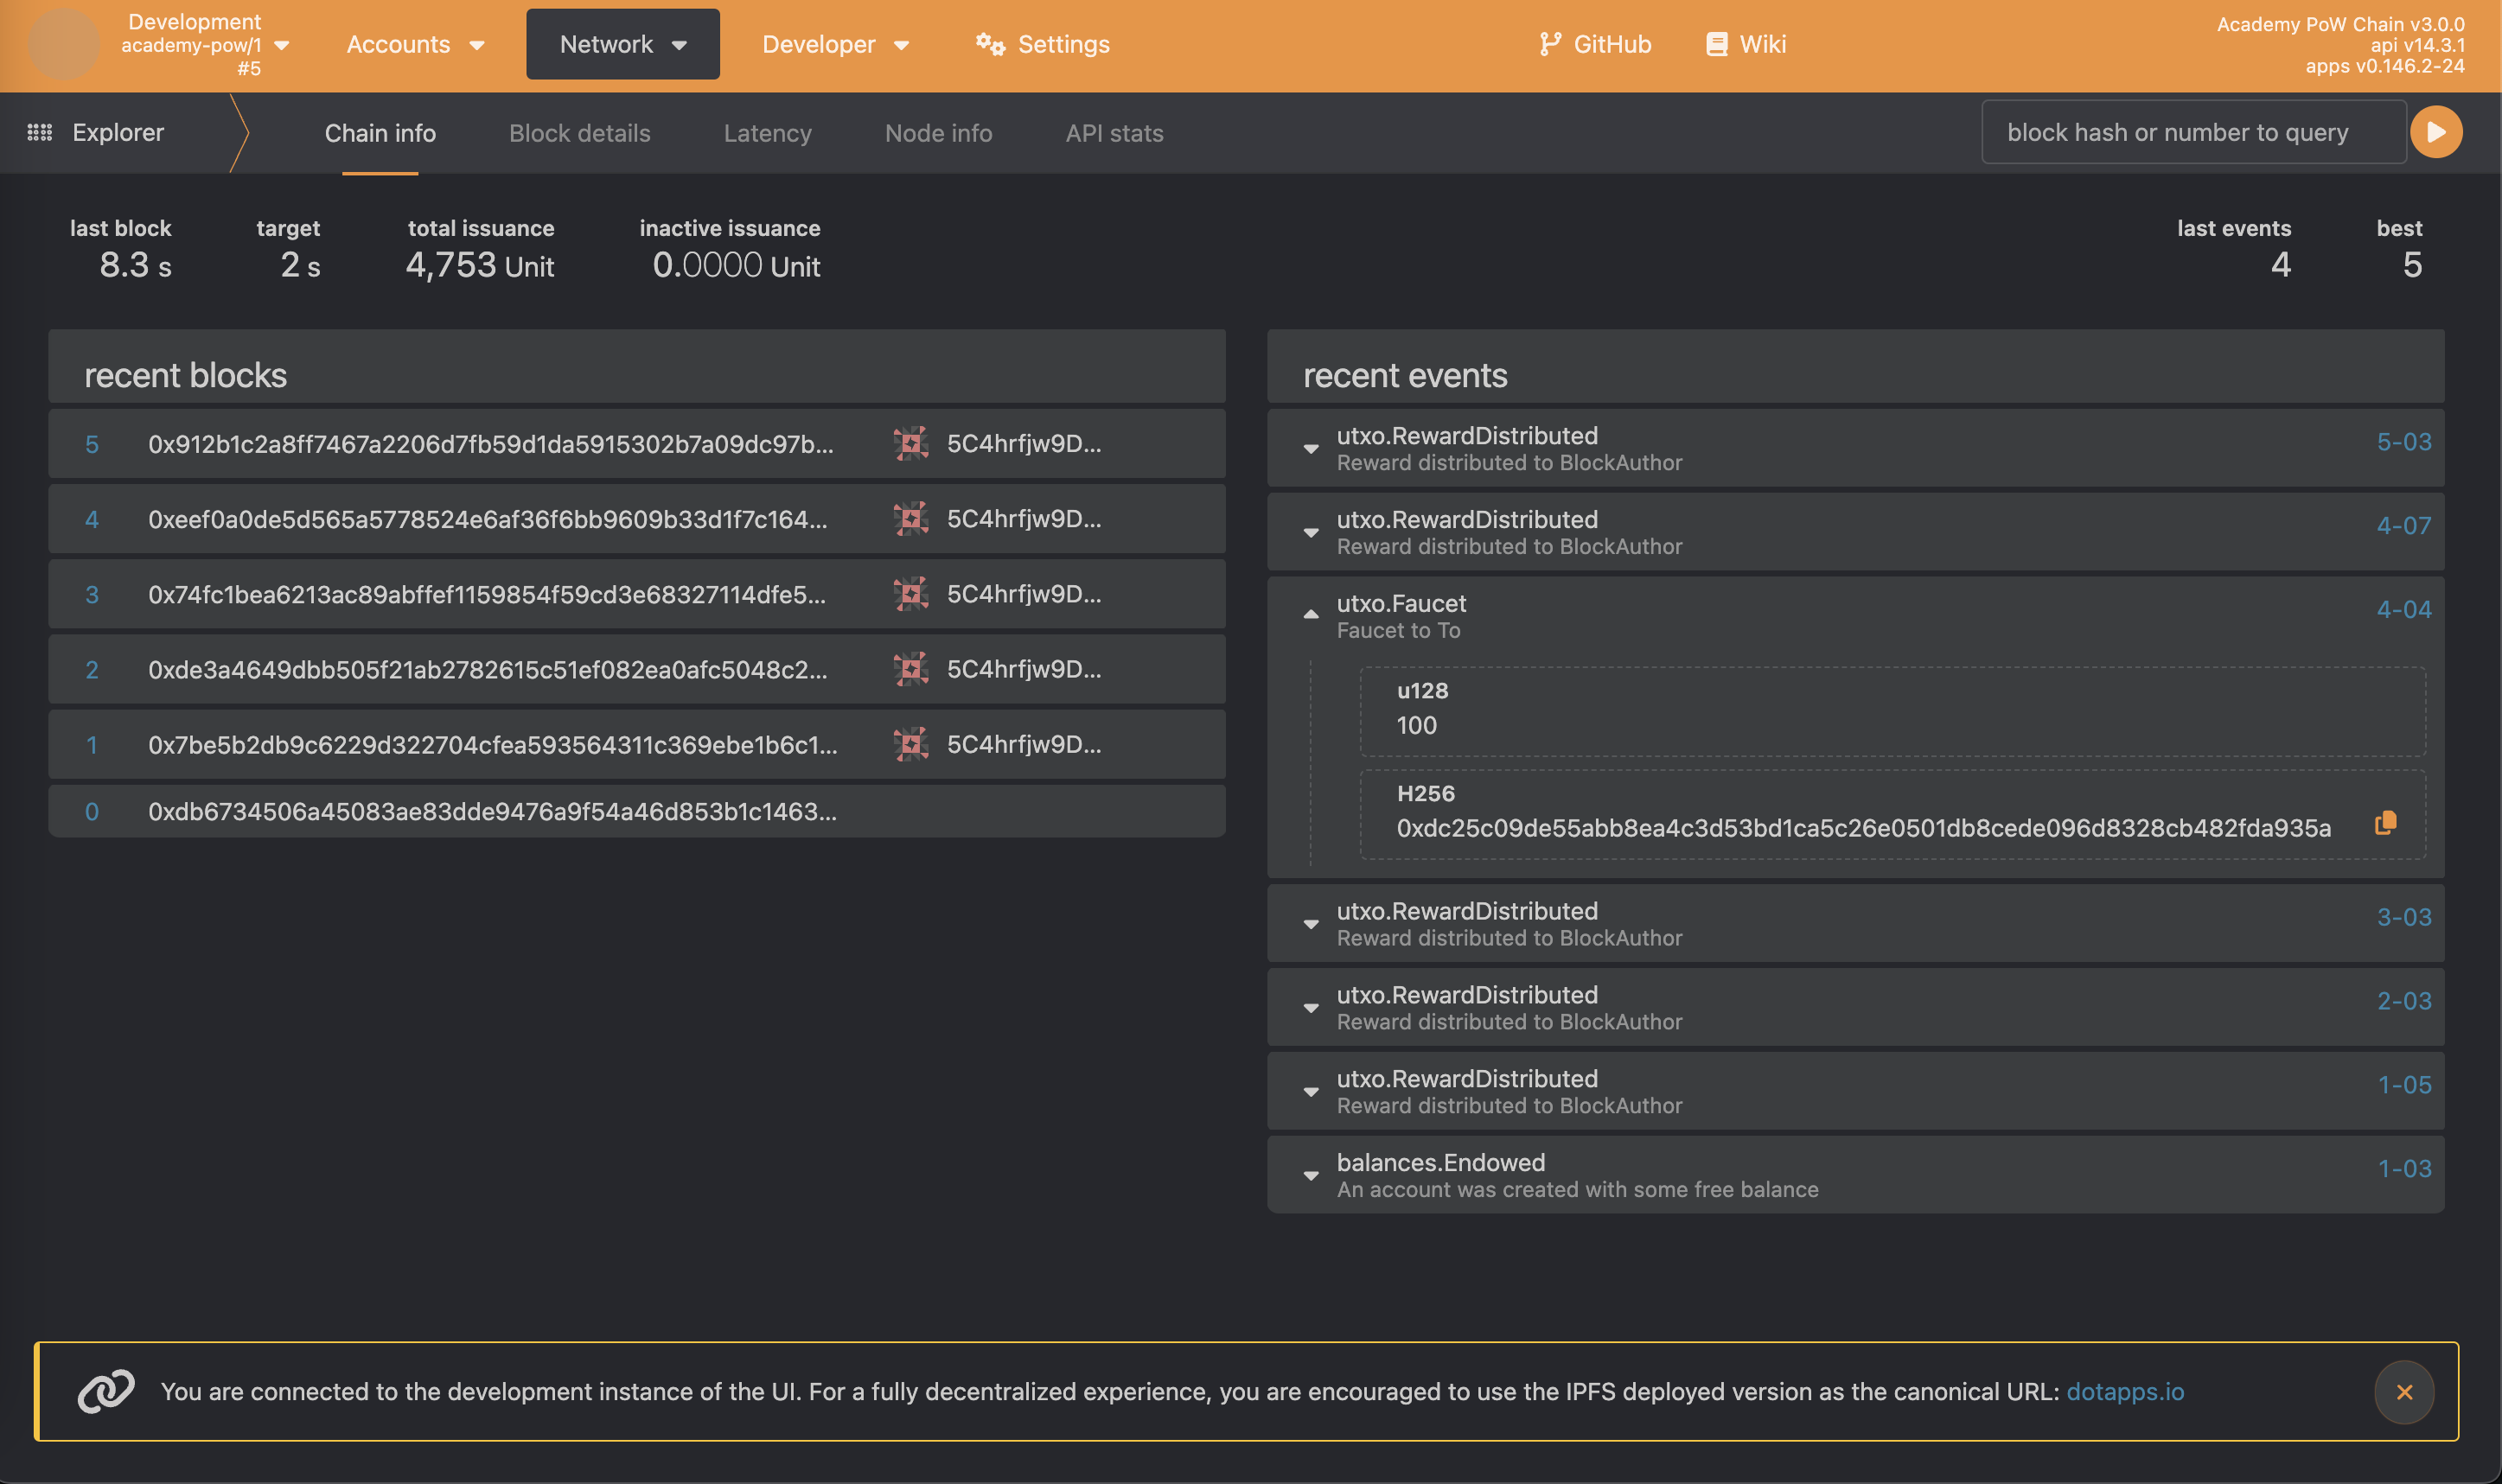 Development
academy-pow/1
#5
Accounts
Network
Developer
Settings
GitHub
Wiki
Academy PoW Chain v3.0.0
api v14.3.1
apps v0.146.2-24
Explorer
Chain info
Block details
Latency
Node info
API stats
block hash or number to query
last block
8.3 s
target
2 s
total issuance
4,753 Unit
inactive issuance
0.0000 Unit
last events
4
best
5
recent blocks
5 0x912b1c2a8ff7467a2206d7fb59d1da5915302b7a09dc97b... 5C4hrfjw9D...
4 0xeef0a0de5d565a5778524e6af36f6bb9609b33d1f7c164... 5C4hrfjw9D...
3 0x74fc1bea6213ac89abffef1159854f59cd3e68327114dfe5... 5C4hrfjw9D...
2 0xde3a4649dbb505f21ab2782615c51ef082ea0afc5048c2... 5C4hrfjw9D...
1 0x7be5b2db9c6229d322704cfea593564311c369ebe1b6c1... 5C4hrfjw9D...
0 0xdb6734506a45083ae83dde9476a9f54a46d853b1c1463...
recent events
utxo.RewardDistributed 5-03
Reward distributed to BlockAuthor
utxo.RewardDistributed 4-07
Reward distributed to BlockAuthor
utxo.Faucet 4-04
Faucet to To
u128
100
H256
0xdc25c09de55abb8ea4c3d53bd1ca5c26e0501db8cede096d8328cb482fda935a
utxo.RewardDistributed 3-03
Reward distributed to BlockAuthor
utxo.RewardDistributed 2-03
Reward distributed to BlockAuthor
utxo.RewardDistributed 1-05
Reward distributed to BlockAuthor
balances.Endowed 1-03
An account was created with some free balance
You are connected to the development instance of the UI. For a fully decentralized experience, you are encouraged to use the IPFS deployed version as the canonical URL: dotapps.io